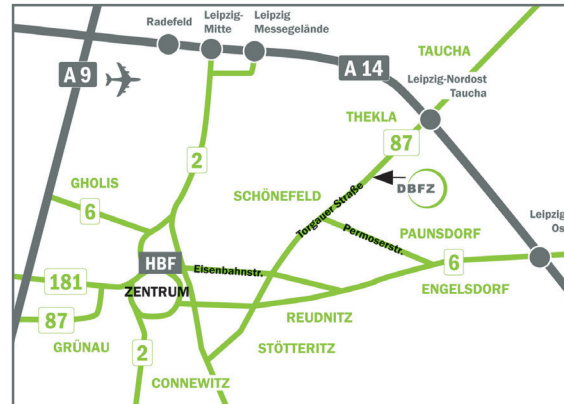 Radefeld
Leipzig-
Mitte
Leipzig
Messegelände
TAUCHA
A 9
A 14
Leipzig-Nordost
Taucha
THEKLA
87
2
GHOLIS
6
SCHÖNEFELD
Torgauer Straße
DBFZ
Permoserstr.
PAUNSDORF
Leipzig
Os
HBF
Eisenbahnstr.
6
181
ZENTRUM
ENGELSDORF
87
REUDNITZ
GRÜNAU
2
STÖTTERITZ
CONNEWITZ